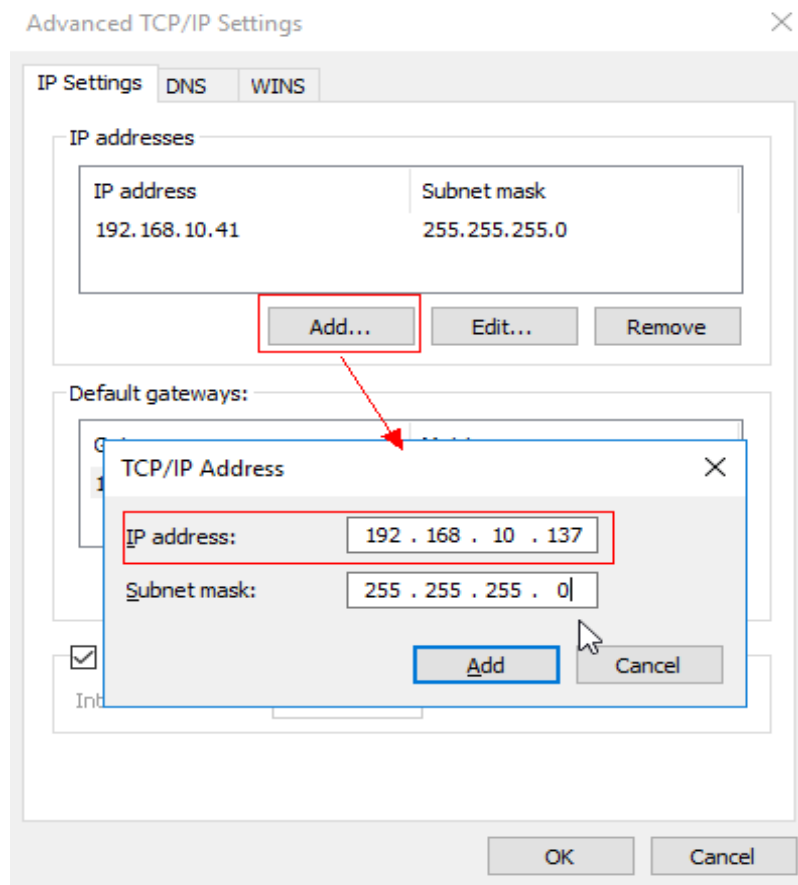 Advanced TCP/IP Settings
IP Settings DNS WINS
IP addresses
IP address Subnet mask
192.168.10.41 255.255.255.0
Add... Edit... Remove
Default gateways:
TCP/IP Address
IP address: 192 . 168 . 10 . 137
Subnet mask: 255 . 255 . 255 . 0
Add Cancel
OK Cancel